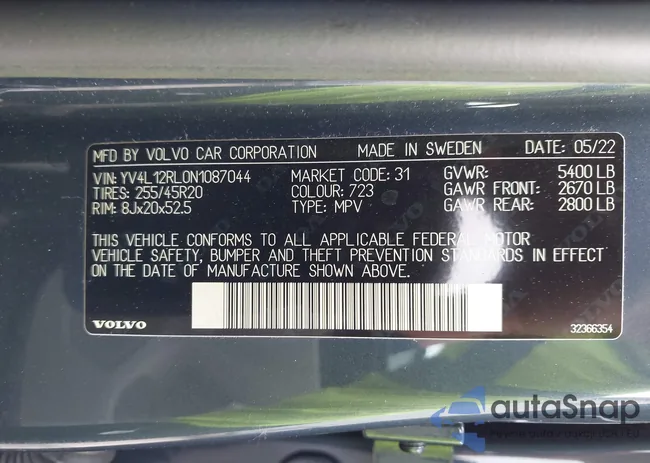 MFD BY VOLVO CAR CORPORATION MADE IN SWEDEN DATE: 05/22
VIN: YV4L12RL0N1087044 MARKET CODE: 31 GVWR: 5400 LB
TIRES: 255/45R20 COLOUR: 723 GAWR FRONT: 2670 LB
RIM: 8Jx20x52.5 TYPE: MPV GAWR REAR: 2800 LB
THIS VEHICLE CONFORMS TO ALL APPLICABLE FEDERAL MOTOR
VEHICLE SAFETY, BUMPER AND THEFT PREVENTION STANDARDS IN EFFECT
ON THE DATE OF MANUFACTURE SHOWN ABOVE.
VOLVO 32366354
autoSnap